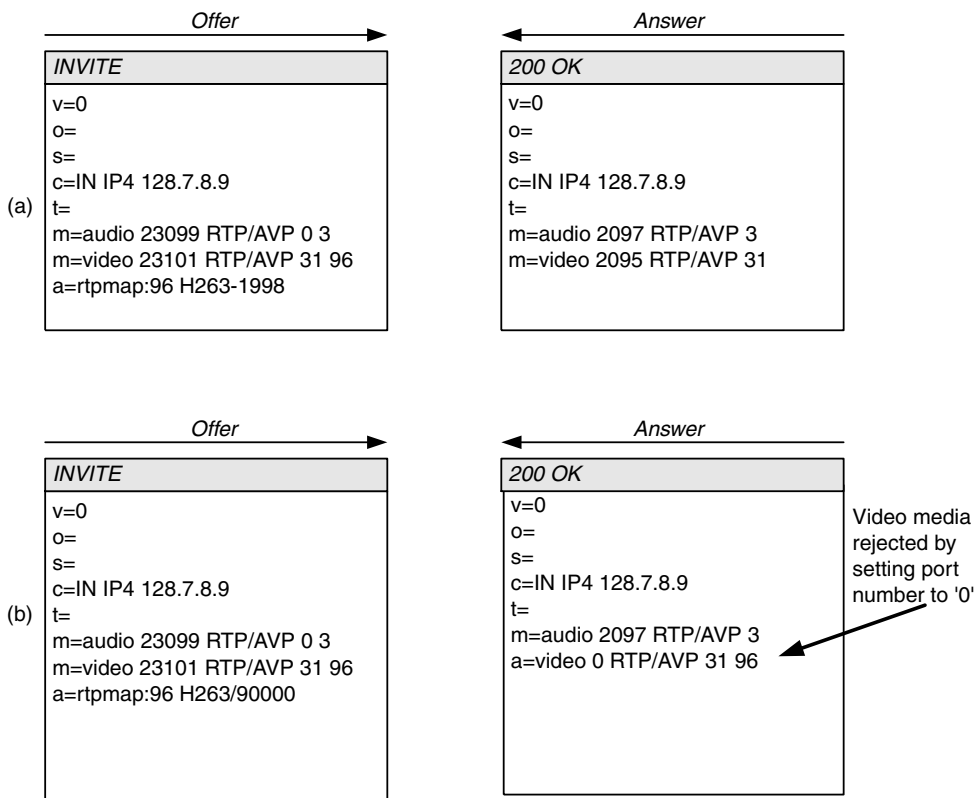 Offer
Answer
INVITE
200 OK
(a)
v=0
o=
s=
c=IN IP4 128.7.8.9
t=
m=audio 23099 RTP/AVP 0 3
m=video 23101 RTP/AVP 31 96
a=rtpmap:96 H263-1998
v=0
o=
s=
c=IN IP4 128.7.8.9
t=
m=audio 2097 RTP/AVP 3
m=video 2095 RTP/AVP 31
Offer
Answer
INVITE
200 OK
(b)
v=0
o=
s=
c=IN IP4 128.7.8.9
t=
m=audio 23099 RTP/AVP 0 3
m=video 23101 RTP/AVP 31 96
a=rtpmap:96 H263/90000
v=0
o=
s=
c=IN IP4 128.7.8.9
t=
m=audio 2097 RTP/AVP 3
a=video 0 RTP/AVP 31 96
Video media
rejected by
setting port
number to '0'